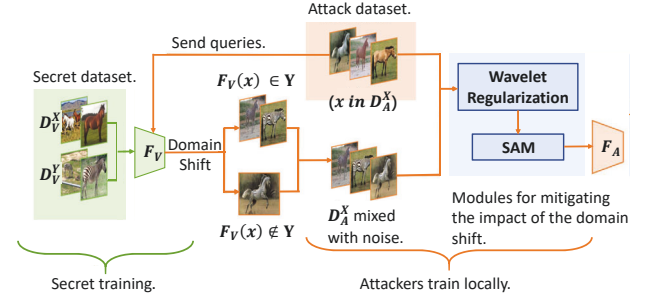 Attack dataset.
Send queries.
Secret dataset.
F_V(x) ∈ Y
(x in D_A^X)
Wavelet
Regularization
D_V^X
F_V
Domain
Shift
SAM
F_A
D_V^Y
D_A^X mixed
with noise.
Modules for mitigating
the impact of the domain
shift.
F_V(x) ∉ Y
Secret training.
Attackers train locally.